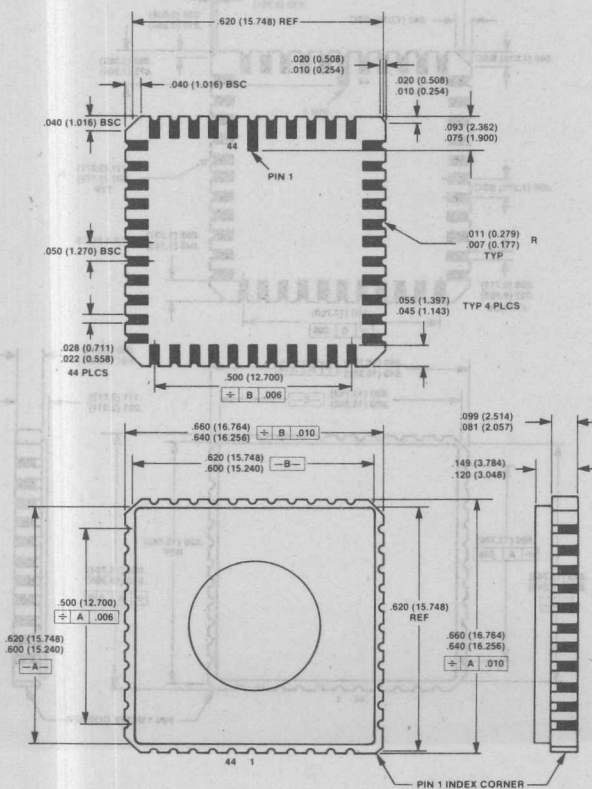 .620 (15.748) REF
.020 (0.508)
.010 (0.254)
.040 (1.016) BSC
.020 (0.508)
.010 (0.254)
.040 (1.016) BSC
.093 (2.362)
.075 (1.900)
44
PIN 1
.011 (0.279)
.007 (0.177)
TYP
R
.050 (1.270) BSC
.055 (1.397)
.045 (1.143)
TYP 4 PLCS
.028 (0.711)
.022 (0.558)
44 PLCS
.500 (12.700)
÷ B .006
.660 (16.764)
.640 (16.256)
÷ B .010
.099 (2.514)
.081 (2.057)
.620 (15.748)
.600 (15.240)
—B—
.149 (3.784)
.120 (3.048)
.500 (12.700)
÷ A .006
.620 (15.748)
REF
.620 (15.748)
.600 (15.240)
—A—
.660 (16.764)
.640 (16.256)
÷ A .010
44 1
PIN 1 INDEX CORNER